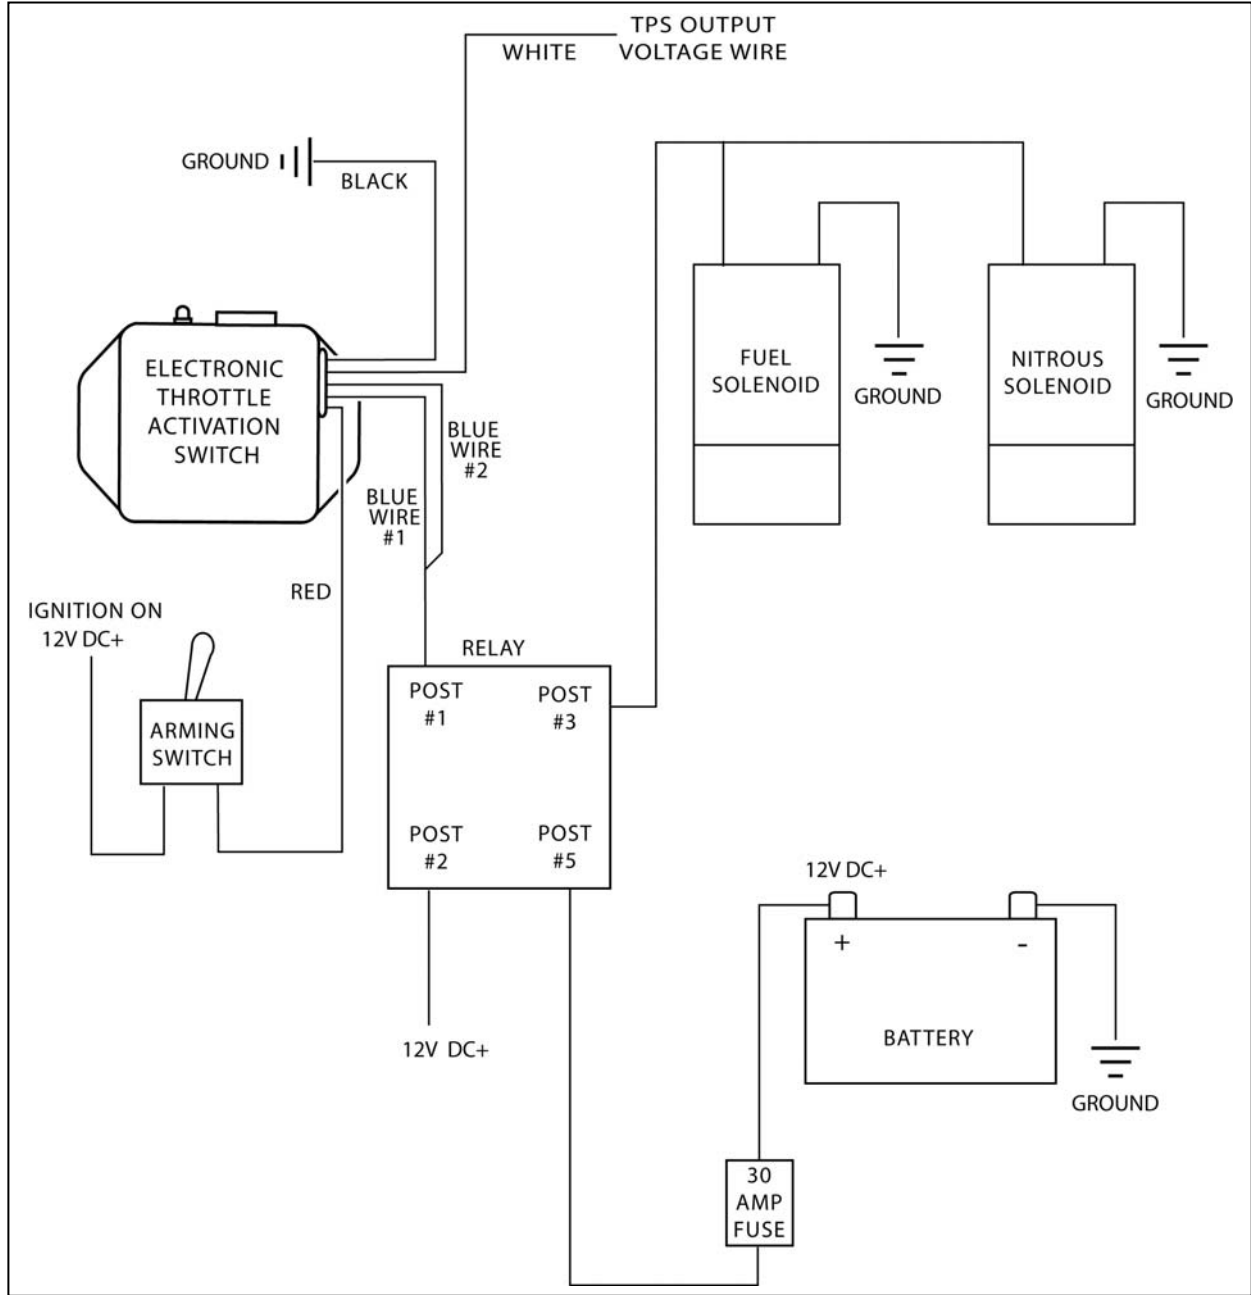 TPS OUTPUT
WHITE VOLTAGE WIRE
GROUND
BLACK
ELECTRONIC
THROTTLE
ACTIVATION
SWITCH
BLUE
WIRE
#2
BLUE
WIRE
#1
RED
FUEL
SOLENOID
GROUND
NITROUS
SOLENOID
GROUND
IGNITION ON
12V DC+
ARMING
SWITCH
RELAY
POST
#1
POST
#3
POST
#2
POST
#5
12V DC+
12V DC+
+ -
BATTERY
GROUND
30
AMP
FUSE